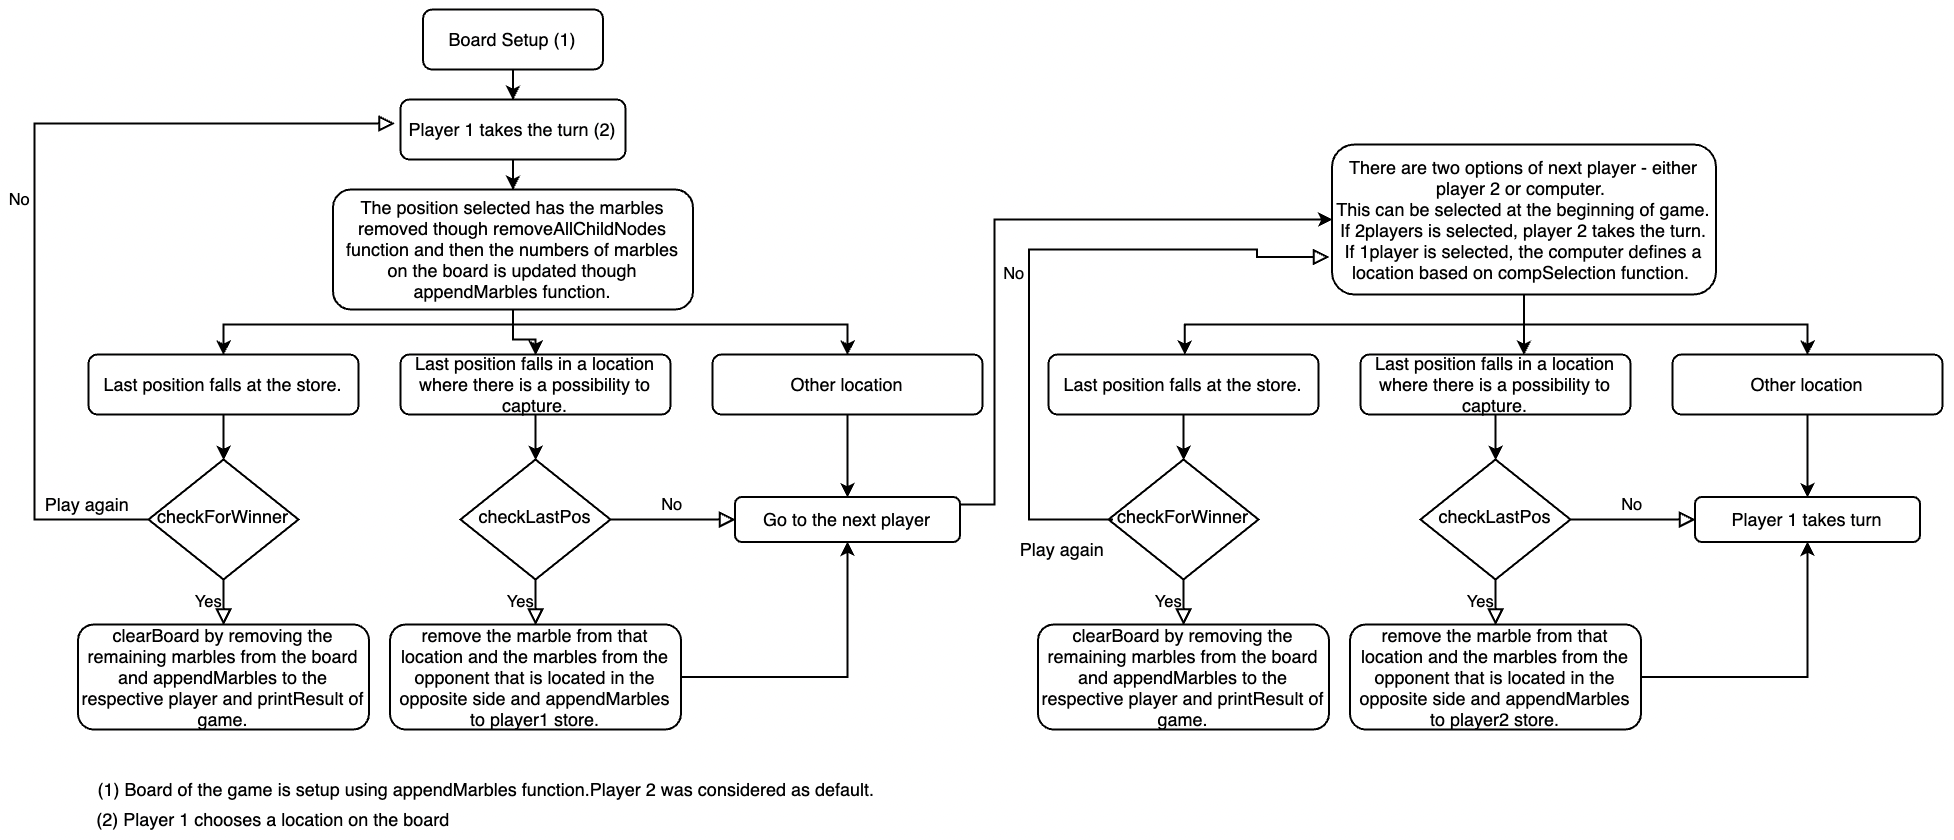 Board Setup (1)
Player 1 takes the turn (2)
No
The position selected has the marbles
removed though removeAllChildNodes
function and then the numbers of marbles
on the board is updated though
appendMarbles function.
Last position falls at the store.
Last position falls in a location
where there is a possibility to
capture.
Other location
Play again
checkForWinner
checkLastPos
No
Go to the next player
Yes
Yes
clearBoard by removing the
remaining marbles from the board
and appendMarbles to the
respective player and printResult of
game.
remove the marble from that
location and the marbles from the
opponent that is located in the
opposite side and appendMarbles
to player1 store.
There are two options of next player - either
player 2 or computer.
This can be selected at the beginning of game.
If 2players is selected, player 2 takes the turn.
If 1player is selected, the computer defines a
location based on compSelection function.
No
Last position falls at the store.
Last position falls in a location
where there is a possibility to
capture.
Other location
checkForWinner
Play again
checkLastPos
No
Player 1 takes turn
Yes
Yes
clearBoard by removing the
remaining marbles from the board
and appendMarbles to the
respective player and printResult of
game.
remove the marble from that
location and the marbles from the
opponent that is located in the
opposite side and appendMarbles
to player2 store.
(1) Board of the game is setup using appendMarbles function.Player 2 was considered as default.
(2) Player 1 chooses a location on the board